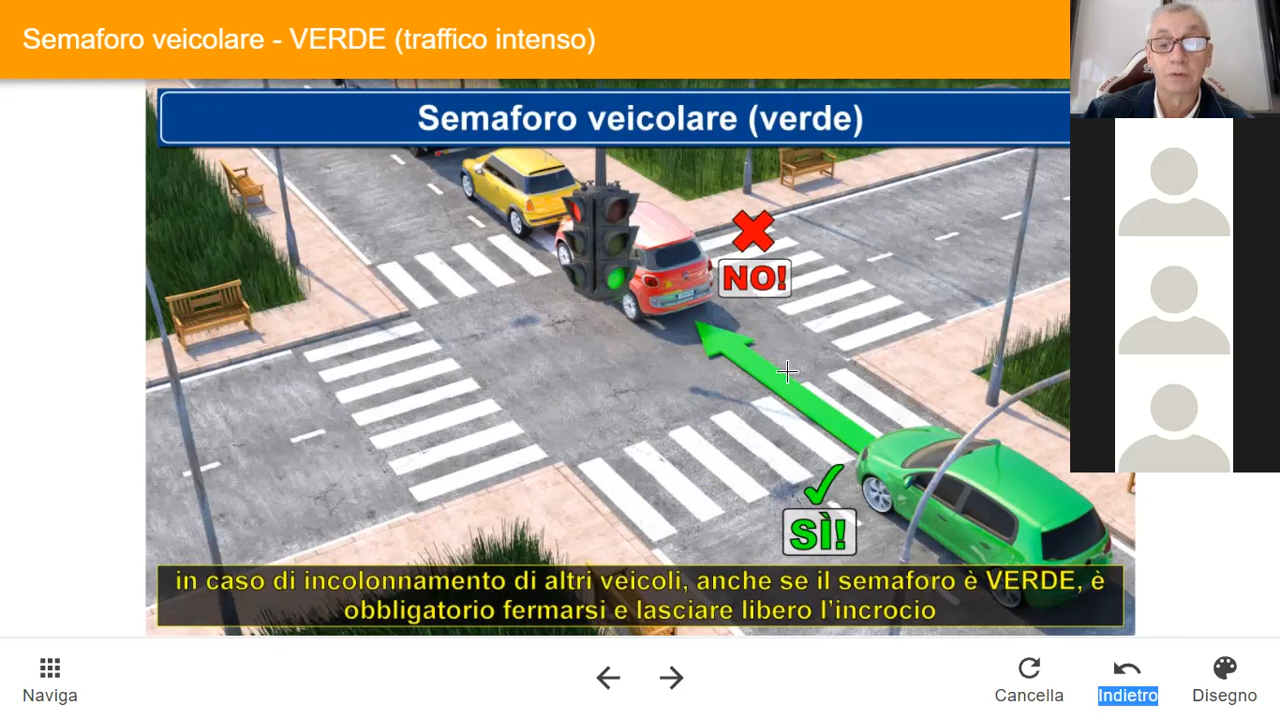 Semaforo veicolare - VERDE (traffico intenso)
Semaforo veicolare (verde)
NO!
SÌ!
in caso di incolonnamento di altri veicoli, anche se il semaforo è VERDE, è
obbligatorio fermarsi e lasciare libero l'incrocio
Naviga
Cancella
Indietro
Disegno